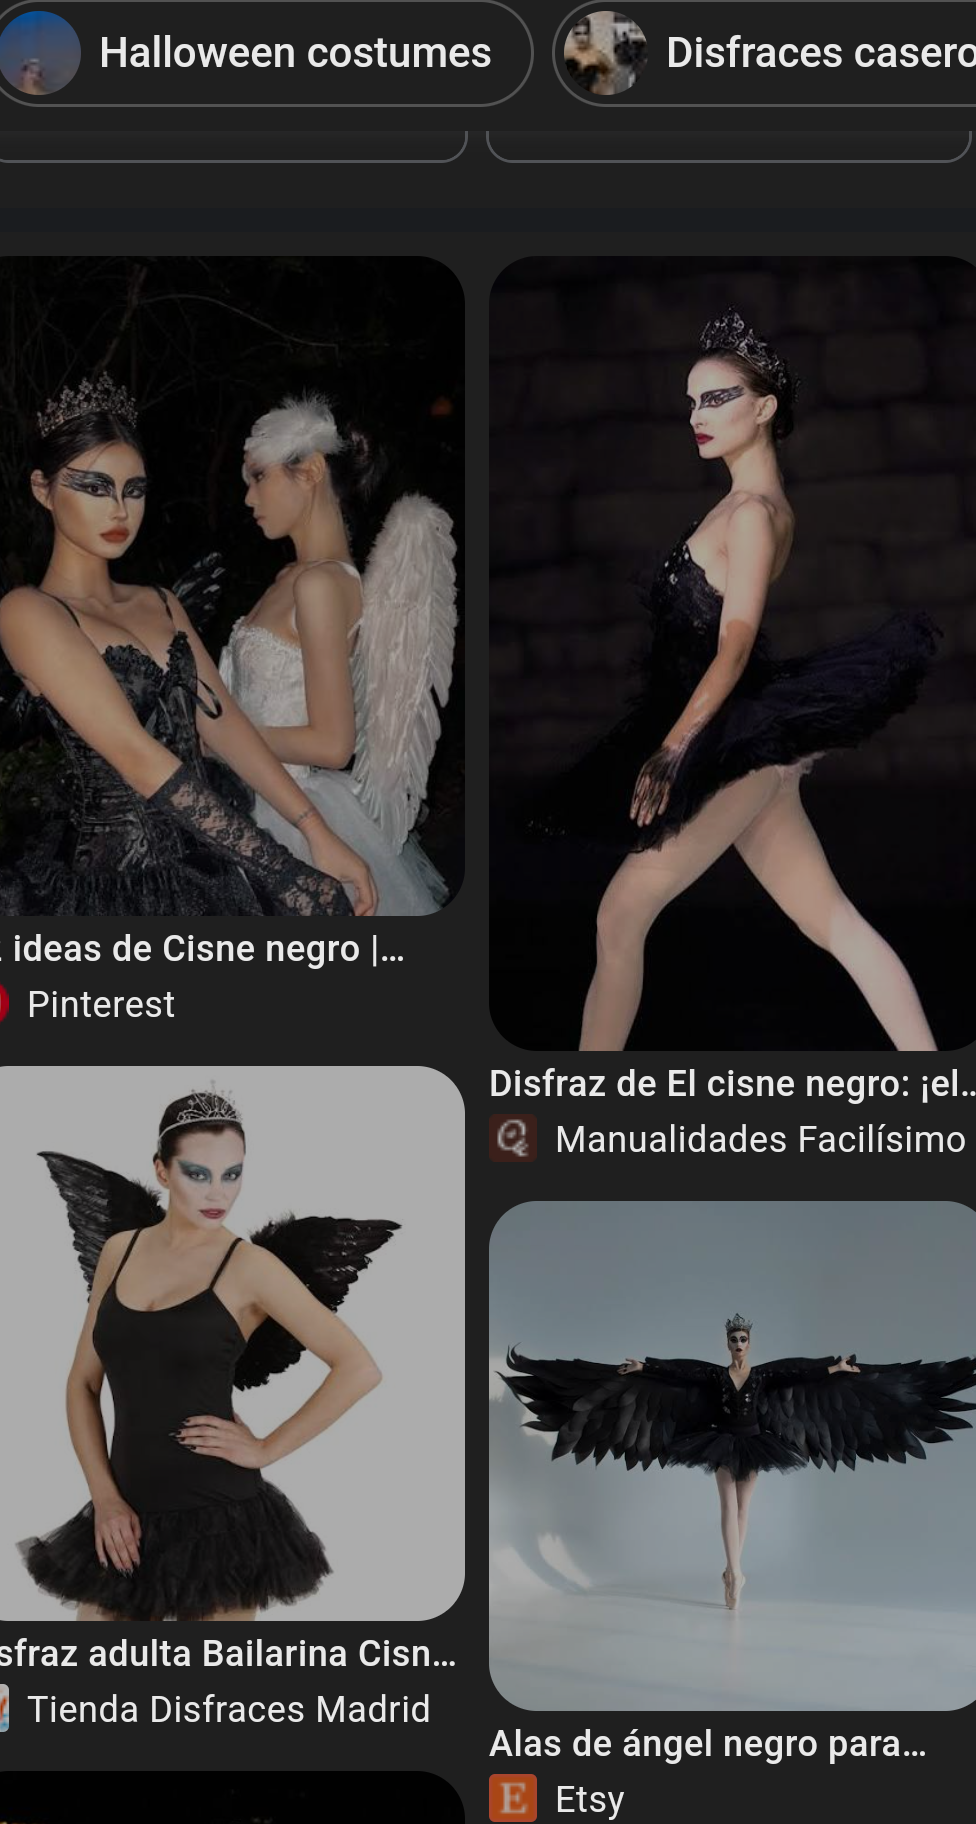 Halloween costumes
Disfraces casero
ideas de Cisne negro |...
Pinterest
Disfraz de El cisne negro: ¡el...
Manualidades Facilísimo
sfraz adulta Bailarina Cisn...
Tienda Disfraces Madrid
Alas de ángel negro para...
E Etsy